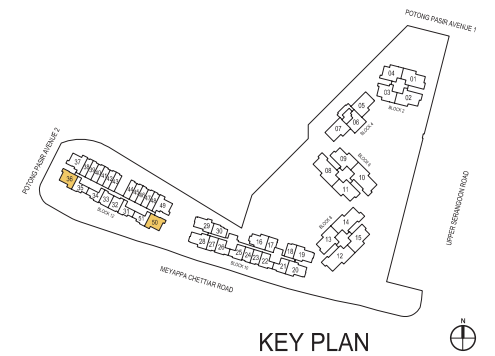 POTONG PASIR AVENUE 1
04 01
03 02
BLOCK 2
05
06
07
BLOCK 4
POTONG PASIR AVENUE 2
UPPER SERANGOON ROAD
09
08 10
11
BLOCK 6
37
36
35
34
33
32
BLOCK 12
49
50
BLOCK 8
14
13 15
12
29 30
28 27 26
16 17
25 24 23 22
18 19
21 20
BLOCK 10
MEYAPPA CHETTIAR ROAD
N
KEY PLAN